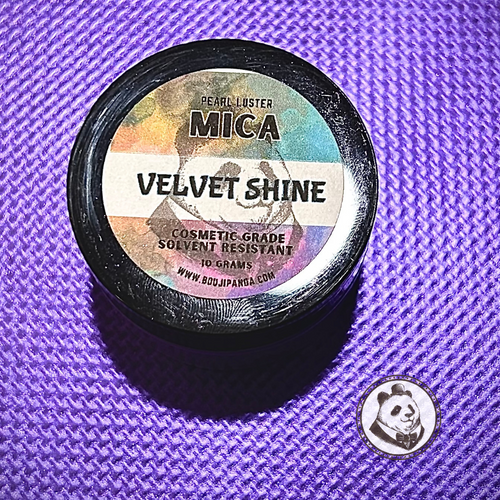 PEARL LUSTER
MICA
VELVET SHINE
COSMETIC GRADE
SOLVENT RESISTANT
10 GRAMS
WWW.BOUJIPANDA.COM